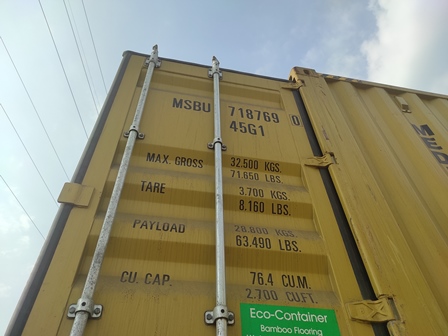 MSBU 718769 0
45G1
MAX. GROSS 32.500 KGS.
71.650 LBS.
TARE 3.700 KGS.
8.160 LBS.
PAYLOAD 28.800 KGS.
63.490 LBS.
CU. CAP. 76.4 CU.M.
2.700 CU.FT.
Eco-Container
Bamboo Flooring